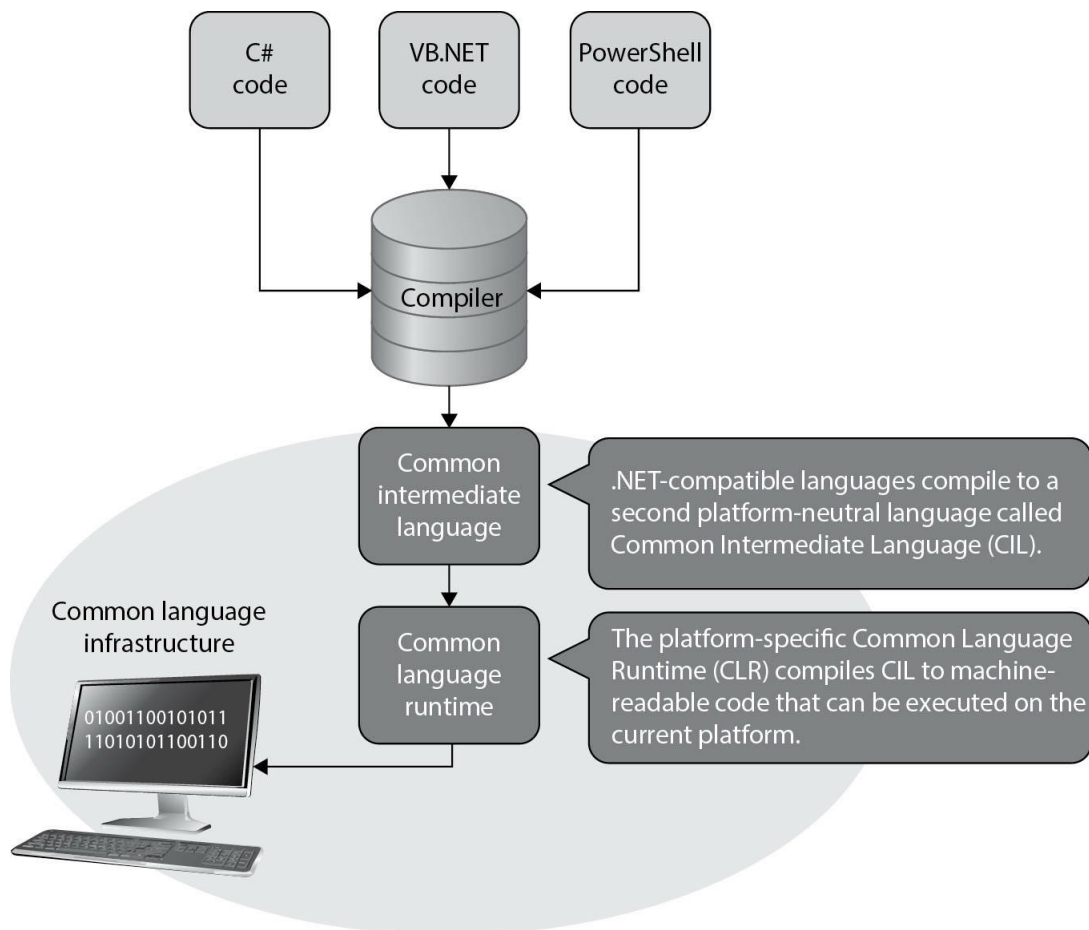 C#
code
VB.NET
code
PowerShell
code
Compiler
Common
intermediate
language
.NET-compatible languages compile to a
second platform-neutral language called
Common Intermediate Language (CIL).
Common language
infrastructure
Common
language
runtime
The platform-specific Common Language
Runtime (CLR) compiles CIL to machine-
readable code that can be executed on the
current platform.
01001100101011
11010101100110